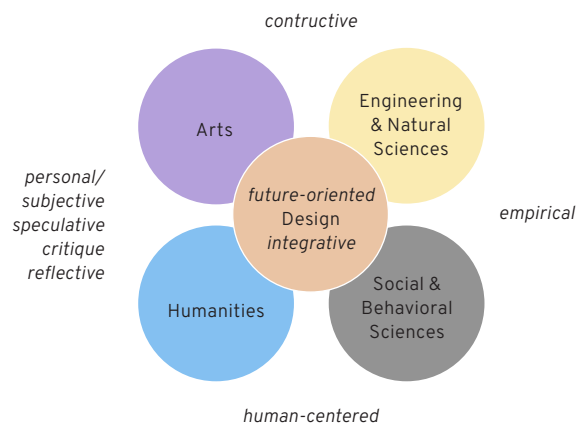 contructive
Arts
Engineering
& Natural
Sciences
personal/
subjective
speculative
critique
reflective
future-oriented
Design
integrative
empirical
Humanities
Social &
Behavioral
Sciences
human-centered